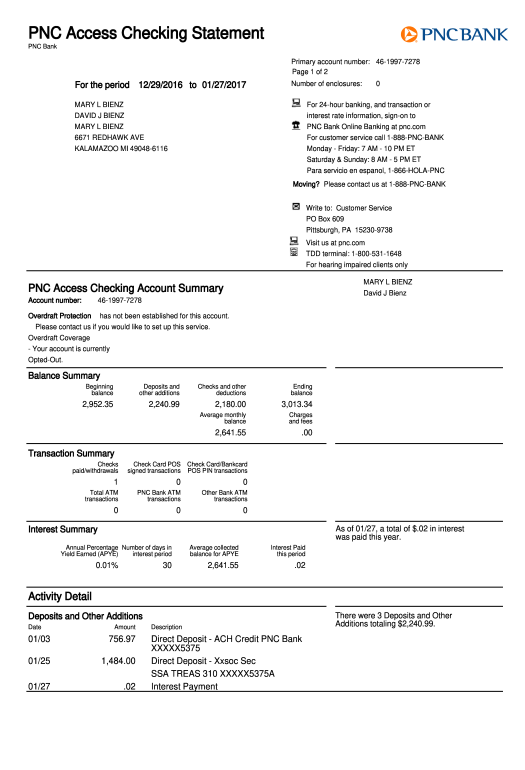 PNC Access Checking Statement
PNC Bank
PNCBANK
Primary account number: 46-1997-7278
Page 1 of 2
For the period 12/29/2016 to 01/27/2017
Number of enclosures: 0
MARY L BIENZ
DAVID J BIENZ
MARY L BIENZ
6671 REDHAWK AVE
KALAMAZOO MI 49048-6116
For 24-hour banking, and transaction or
interest rate information, sign-on to
PNC Bank Online Banking at pnc.com
For customer service call 1-888-PNC-BANK
Monday - Friday: 7 AM - 10 PM ET
Saturday & Sunday: 8 AM - 5 PM ET
Para servicio en espanol, 1-866-HOLA-PNC
Moving? Please contact us at 1-888-PNC-BANK
Write to: Customer Service
PO Box 609
Pittsburgh, PA 15230-9738
Visit us at pnc.com
TDD terminal: 1-800-531-1648
For hearing impaired clients only
PNC Access Checking Account Summary
Account number: 46-1997-7278
MARY L BIENZ
David J Bienz
Overdraft Protection has not been established for this account.
Please contact us if you would like to set up this service.
Overdraft Coverage
- Your account is currently
Opted-Out.
Balance Summary
Beginning balance Deposits and other additions Checks and other deductions Ending balance
2,952.35 2,240.99 2,180.00 3,013.34
Average monthly balance Charges and fees
2,641.55 .00
Transaction Summary
Checks paid/withdrawals Check Card POS signed transactions Check Card/Bankcard POS PIN transactions
1 0 0
Total ATM transactions PNC Bank ATM transactions Other Bank ATM transactions
0 0 0
Interest Summary
As of 01/27, a total of $.02 in interest
was paid this year.
Annual Percentage Yield Earned (APYE) Number of days in interest period Average collected balance for APYE Interest Paid this period
0.01% 30 2,641.55 .02
Activity Detail
Deposits and Other Additions
There were 3 Deposits and Other
Additions totaling $2,240.99.
Date Amount Description
01/03 756.97 Direct Deposit - ACH Credit PNC Bank
XXXXX5375
01/25 1,484.00 Direct Deposit - Xxsoc Sec
SSA TREAS 310 XXXXX5375A
01/27 .02 Interest Payment